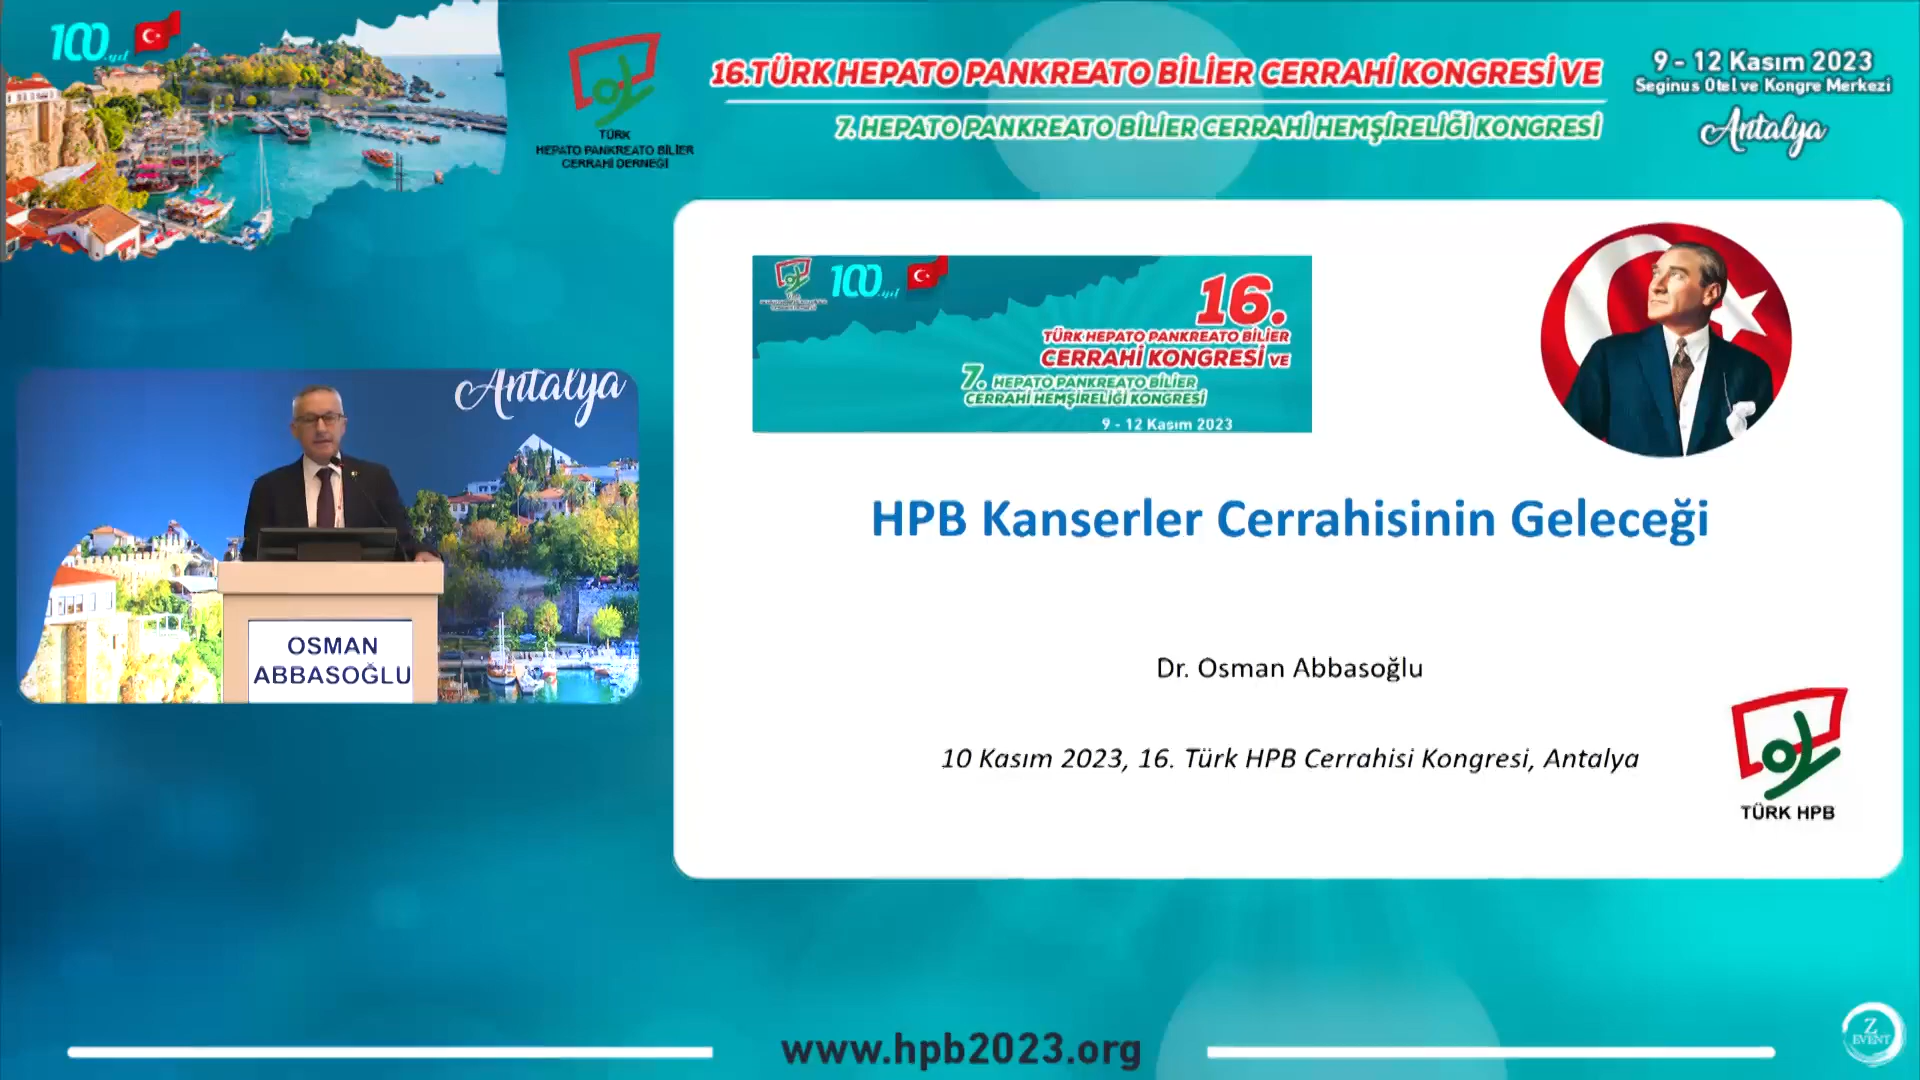 100.yıl
TÜRK
HEPATO PANKREATO BİLİER
CERRAHİ DERNEĞİ
16.TÜRK HEPATO PANKREATO BİLİER CERRAHİ KONGRESİ VE
7. HEPATO PANKREATO BİLİER CERRAHİ HEMŞİRELİĞİ KONGRESİ
9 - 12 Kasım 2023
Seginus Otel ve Kongre Merkezi
Antalya
Antalya
OSMAN
ABBASOĞLU
100.yıl
16.
TÜRK HEPATO PANKREATO BİLİER
CERRAHİ KONGRESİ VE
7. HEPATO PANKREATO BİLİER
CERRAHİ HEMŞİRELİĞİ KONGRESİ
9 - 12 Kasım 2023
HPB Kanserler Cerrahisinin Geleceği
Dr. Osman Abbasoğlu
10 Kasım 2023, 16. Türk HPB Cerrahisi Kongresi, Antalya
TÜRK HPB
www.hpb2023.org
Z
EVENT